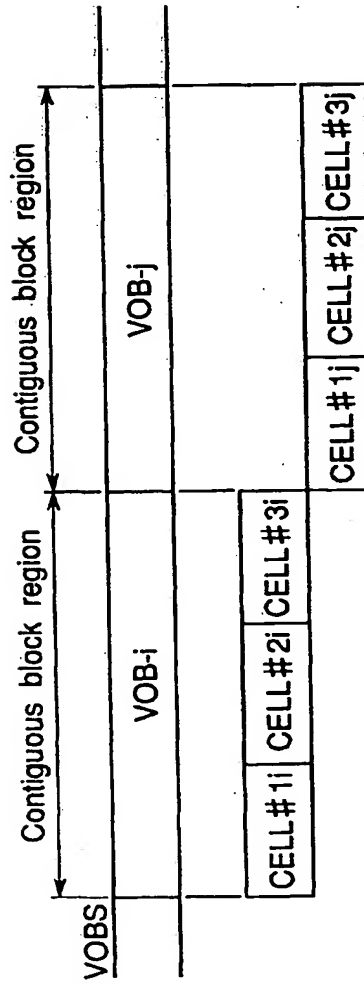 Contiguous block region Contiguous block region
VOBS
VOB-i VOB-j
CELL#1i CELL#2i CELL#3i
CELL#1j CELL#2j CELL#3j